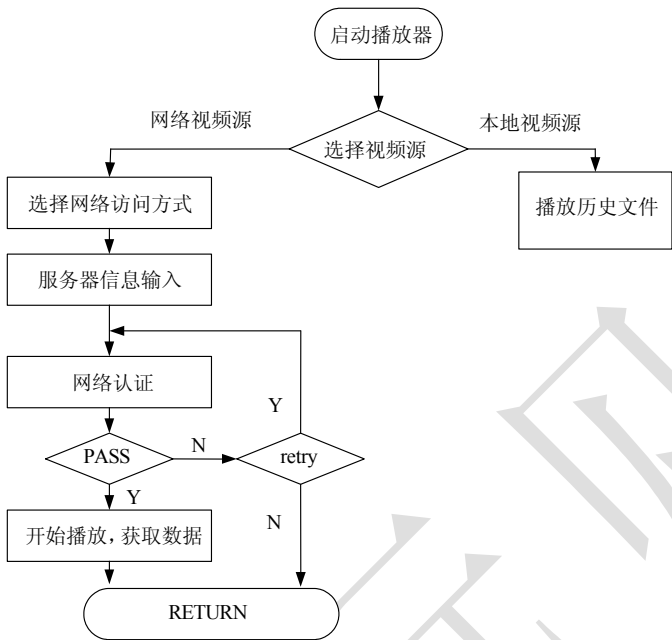 启动播放器
网络视频源
本地视频源
选择视频源
选择网络访问方式
播放历史文件
服务器信息输入
网络认证
Y
PASS
N
retry
Y
N
开始播放，获取数据
RETURN